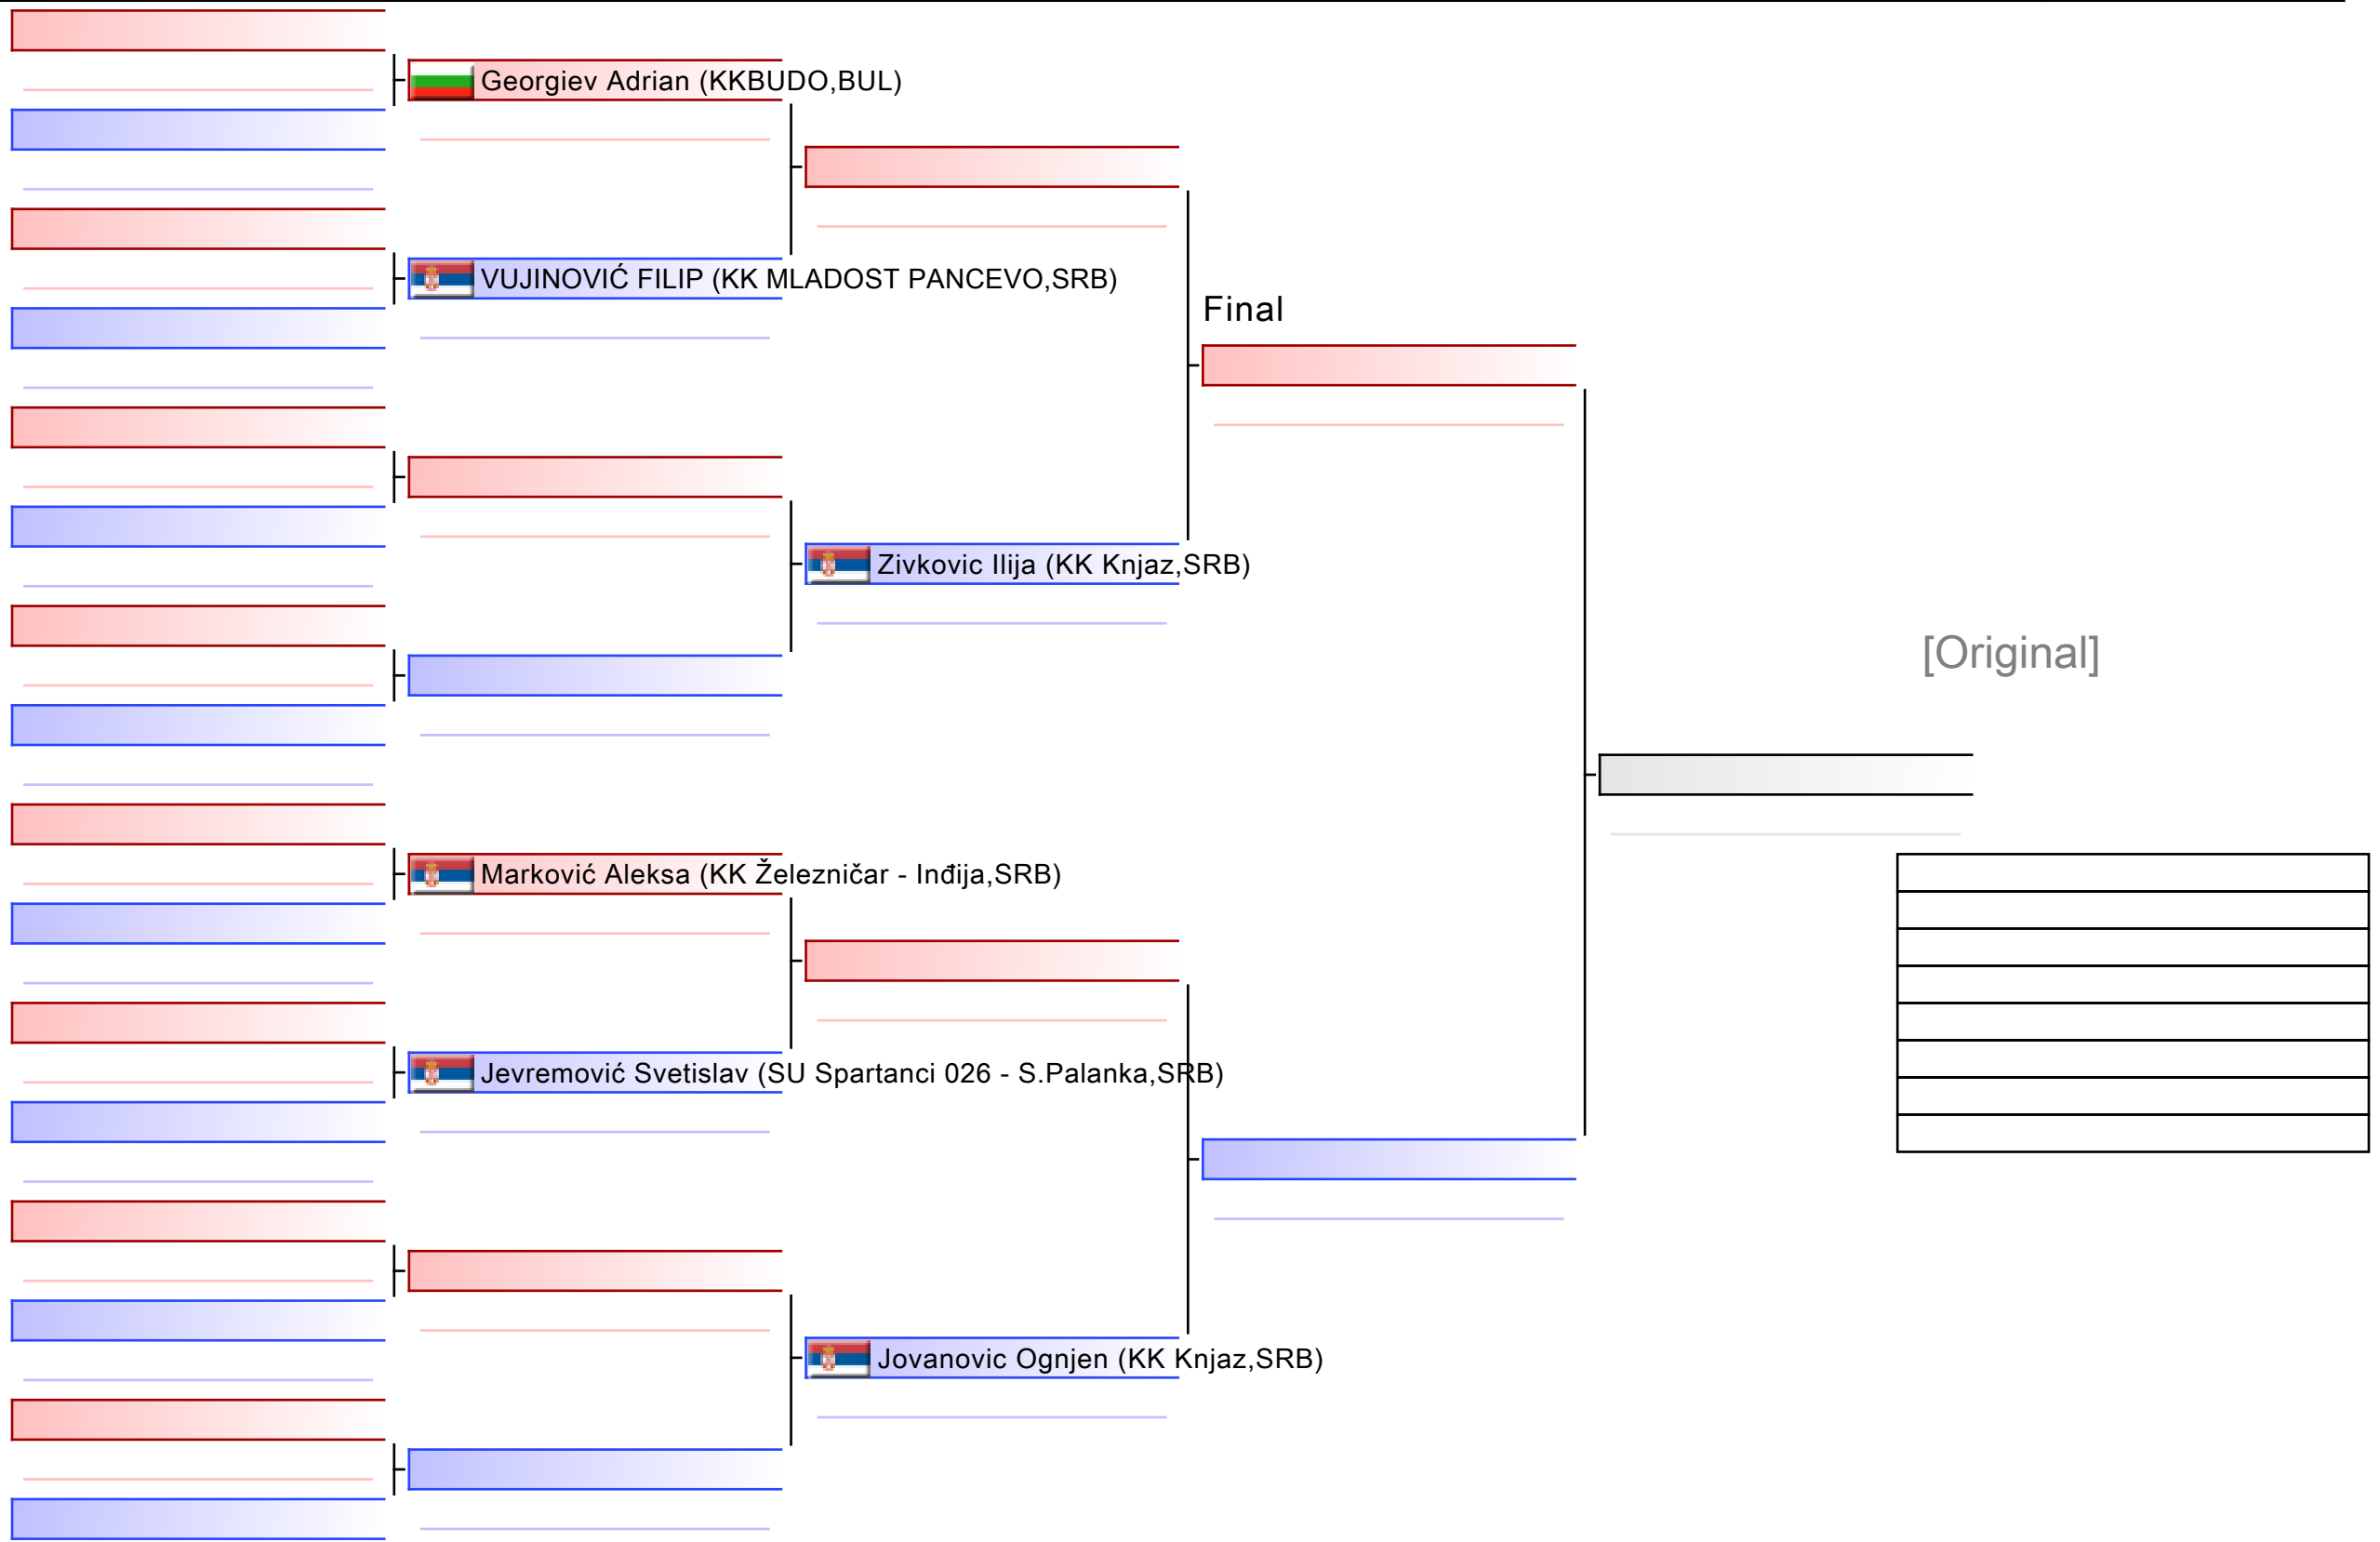 Georgiev Adrian (KKBUDO,BUL)
VUJINOVIĆ FILIP (KK MLADOST PANCEVO,SRB)
Final
Zivkovic Ilija (KK Knjaz,SRB)
[Original]
Marković Aleksa (KK Železničar - Inđija,SRB)
Jevremović Svetislav (SU Spartanci 026 - S.Palanka,SRB)
Jovanovic Ognjen (KK Knjaz,SRB)